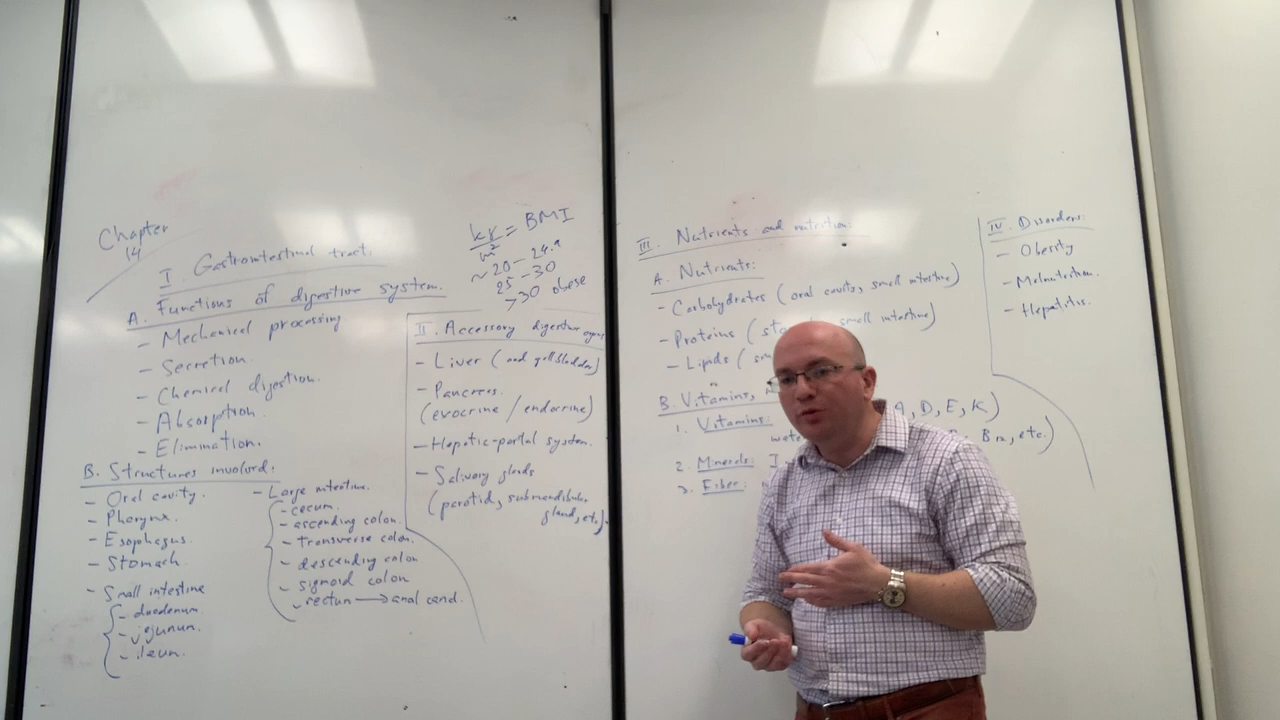 Chapter
14
I. Gastrointestinal tract:
A. Functions of digestive system.
- Mechanical processing
- Secretion.
- Chemical digestion.
- Absorption.
- Elimination.
B. Structures involved:
- Oral cavity.
- Pharynx.
- Esophagus.
- Stomach.
- Small intestine
- duodenum.
- jejunum.
- ileum.
- Large intestine.
- cecum.
- ascending colon.
- transverse colon.
- descending colon
- sigmoid colon
- rectum → anal canal.
kg/m² = BMI
~20 - 24.9
25 - 30
>30 obese
II. Accessory digestive organs
- Liver (and gallbladder)
- Pancreas.
(exocrine / endocrine)
- Hepatic-portal system.
- Salivary glands
(parotid, submandibular
gland, etc).
III. Nutrients and nutrition:
A. Nutrients:
- Carbohydrates (oral cavity, small intestine)
- Proteins ( small intestine)
- Lipids (
B. Vitamins,
1. Vitamins: A, D, E, K)
B12, etc.)
2. Minerals:
3. Fiber:
IV. Disorders:
- Obesity
- Malnutrition.
- Hepatitis.